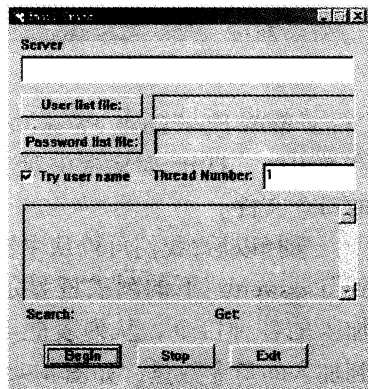 Server
User list file:
Password list file:
Try user name Thread Number: 1
Search: Get:
Begin Stop Exit